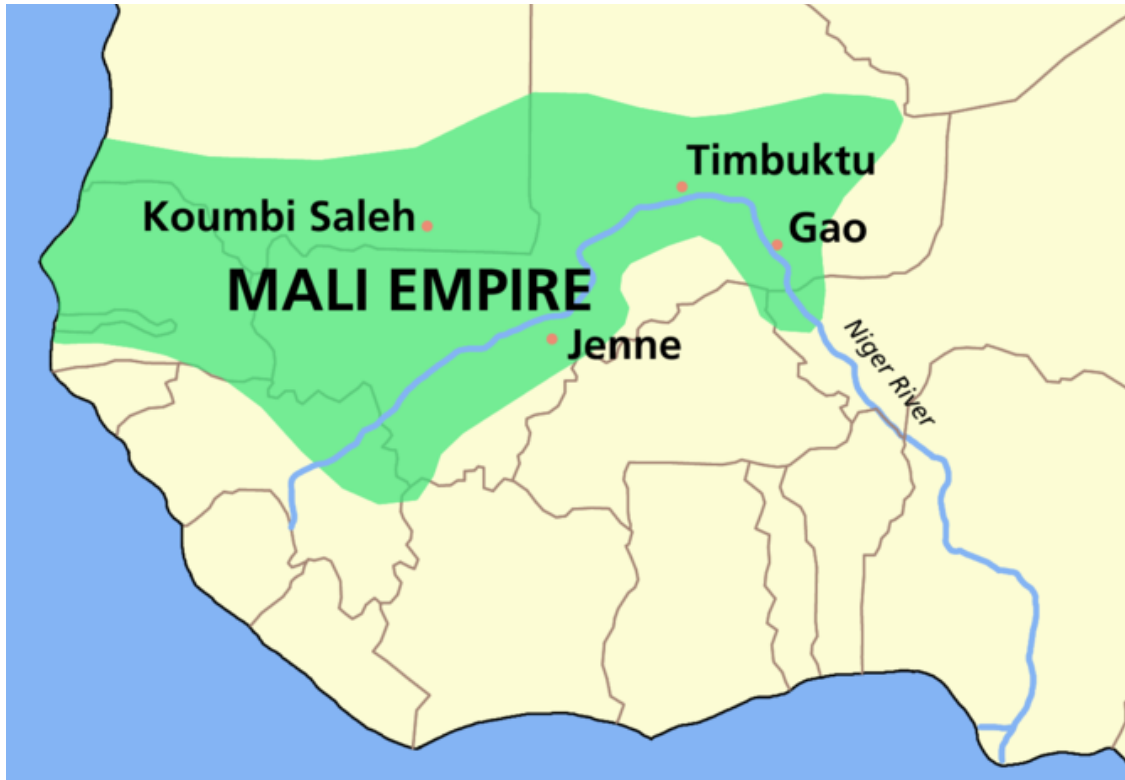 Timbuktu
Koumbi Saleh
Gao
MALI EMPIRE
Jenne
Niger River